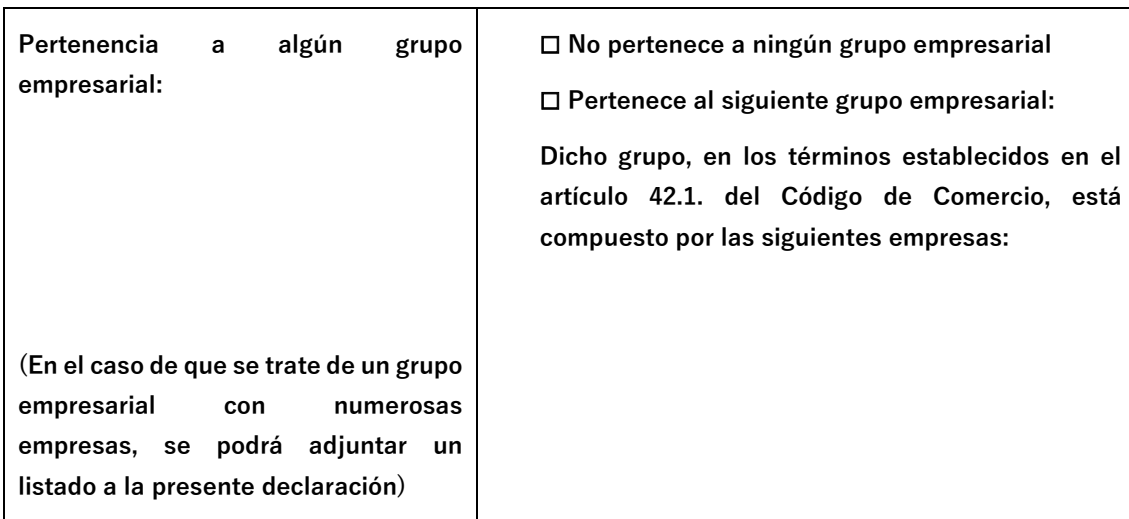 Pertenencia a algún grupo
empresarial:
(En el caso de que se trate de un grupo
empresarial con numerosas
empresas, se podrá adjuntar un
listado a la presente declaración)
☐ No pertenece a ningún grupo empresarial
☐ Pertenece al siguiente grupo empresarial:
Dicho grupo, en los términos establecidos en el
artículo 42.1. del Código de Comercio, está
compuesto por las siguientes empresas: